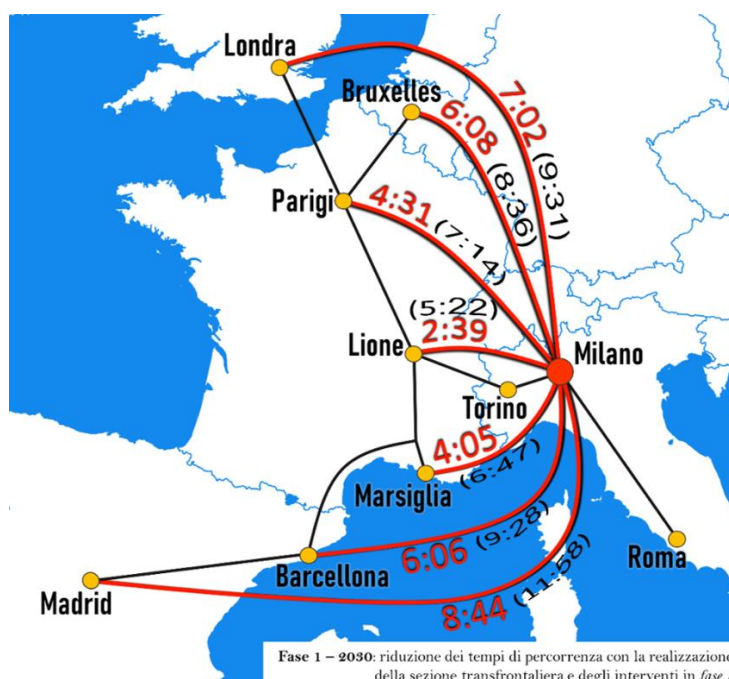 Londra
7:02
(9:31)
Bruxelles
6:08
(8:36)
Parigi
4:31
(7:14)
(5:22)
2:39
Lione
Milano
Torino
4:05
(6:47)
Marsiglia
6:06 (9:28)
Barcellona
Roma
Madrid
8:44 (11:58)
Fase 1 – 2030: riduzione dei tempi di percorrenza con la realizzazione
della sezione transfrontaliera e degli interventi in fase